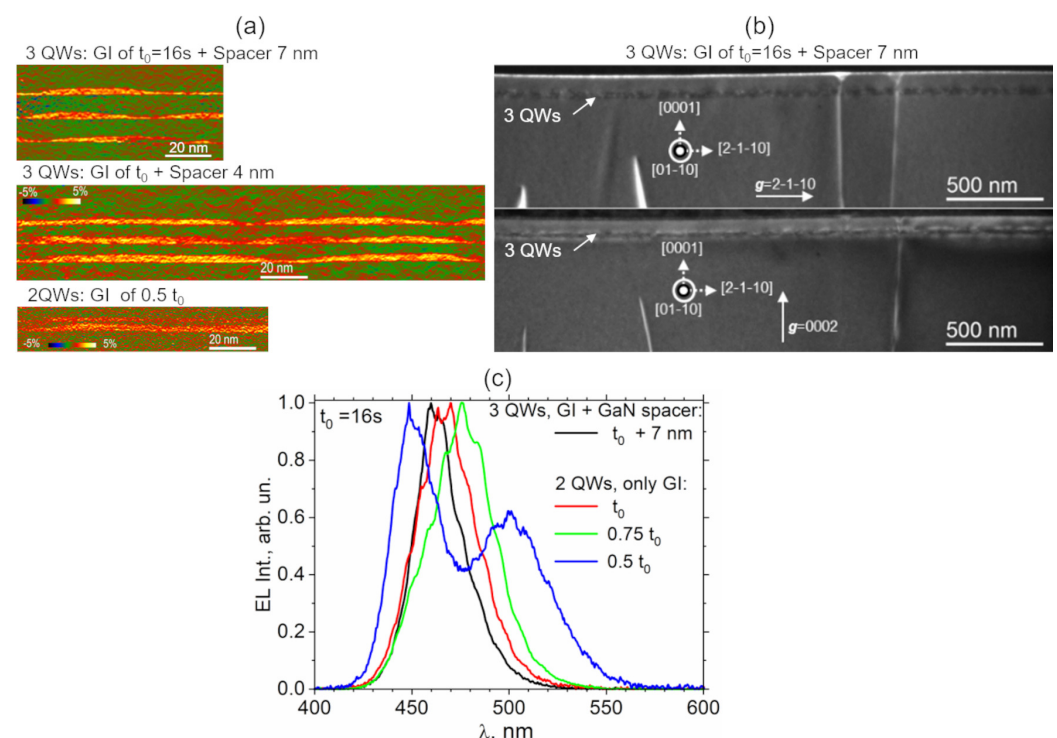 (a)
3 QWs: GI of t₀=16s + Spacer 7 nm
20 nm
3 QWs: GI of t₀ + Spacer 4 nm
-5% 5%
20 nm
2QWs: GI of 0.5 t₀
-5% 5%
20 nm
(b)
3 QWs: GI of t₀=16s + Spacer 7 nm
3 QWs
[0001]
[2-1-10]
[01-10]
g=2-1-10
500 nm
3 QWs
[0001]
[2-1-10]
[01-10]
g=0002
500 nm
(c)
t₀ =16s
3 QWs, GI + GaN spacer:
t₀ + 7 nm
2 QWs, only GI:
t₀
0.75 t₀
0.5 t₀
EL Int., arb. un.
1.0
0.8
0.6
0.4
0.2
0.0
400 450 500 550 600
λ, nm